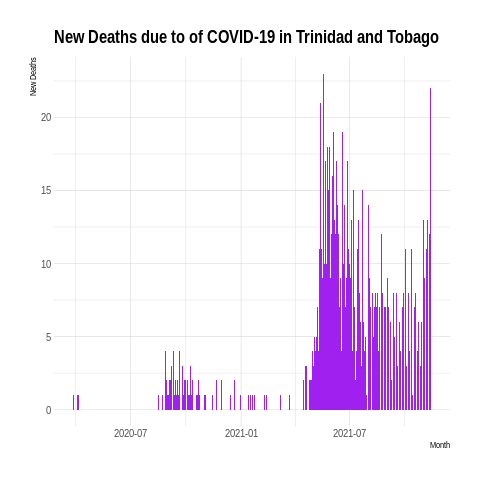 New Deaths due to of COVID-19 in Trinidad and Tobago
New Deaths
20
15
10
5
0
2020-07 2021-01 2021-07
Month